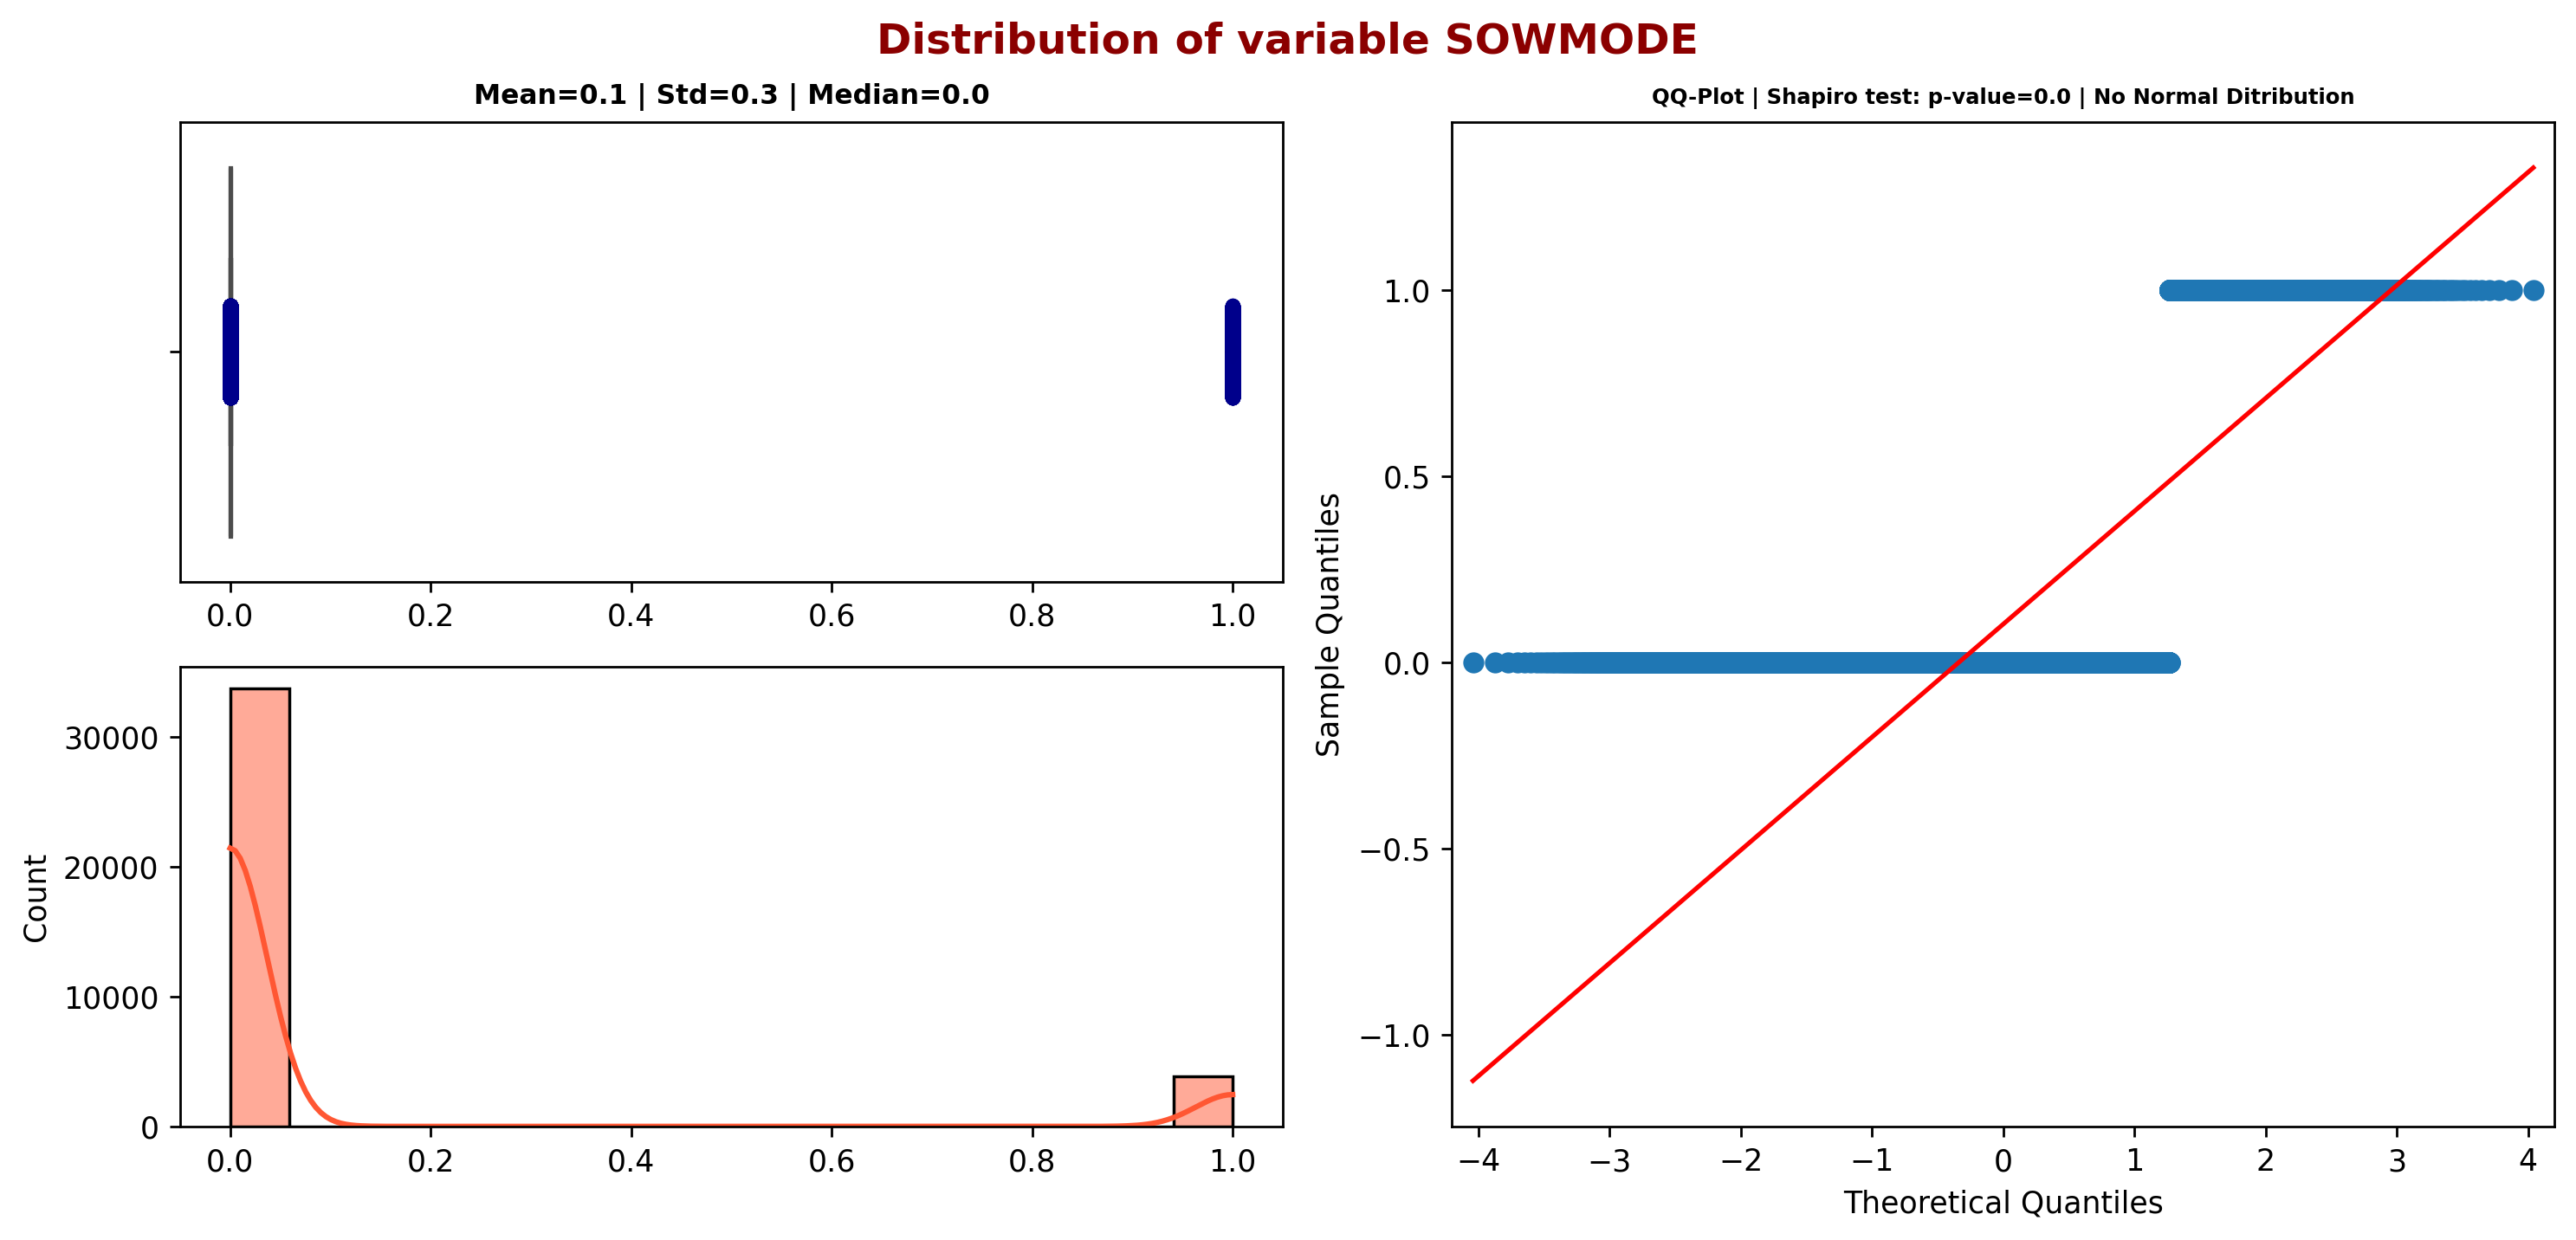 Distribution of variable SOWMODE
Mean=0.1 | Std=0.3 | Median=0.0
0.0 0.2 0.4 0.6 0.8 1.0
Count
30000
20000
10000
0
0.0 0.2 0.4 0.6 0.8 1.0
QQ-Plot | Shapiro test: p-value=0.0 | No Normal Ditribution
Sample Quantiles
1.0
0.5
0.0
−0.5
−1.0
−4 −3 −2 −1 0 1 2 3 4
Theoretical Quantiles